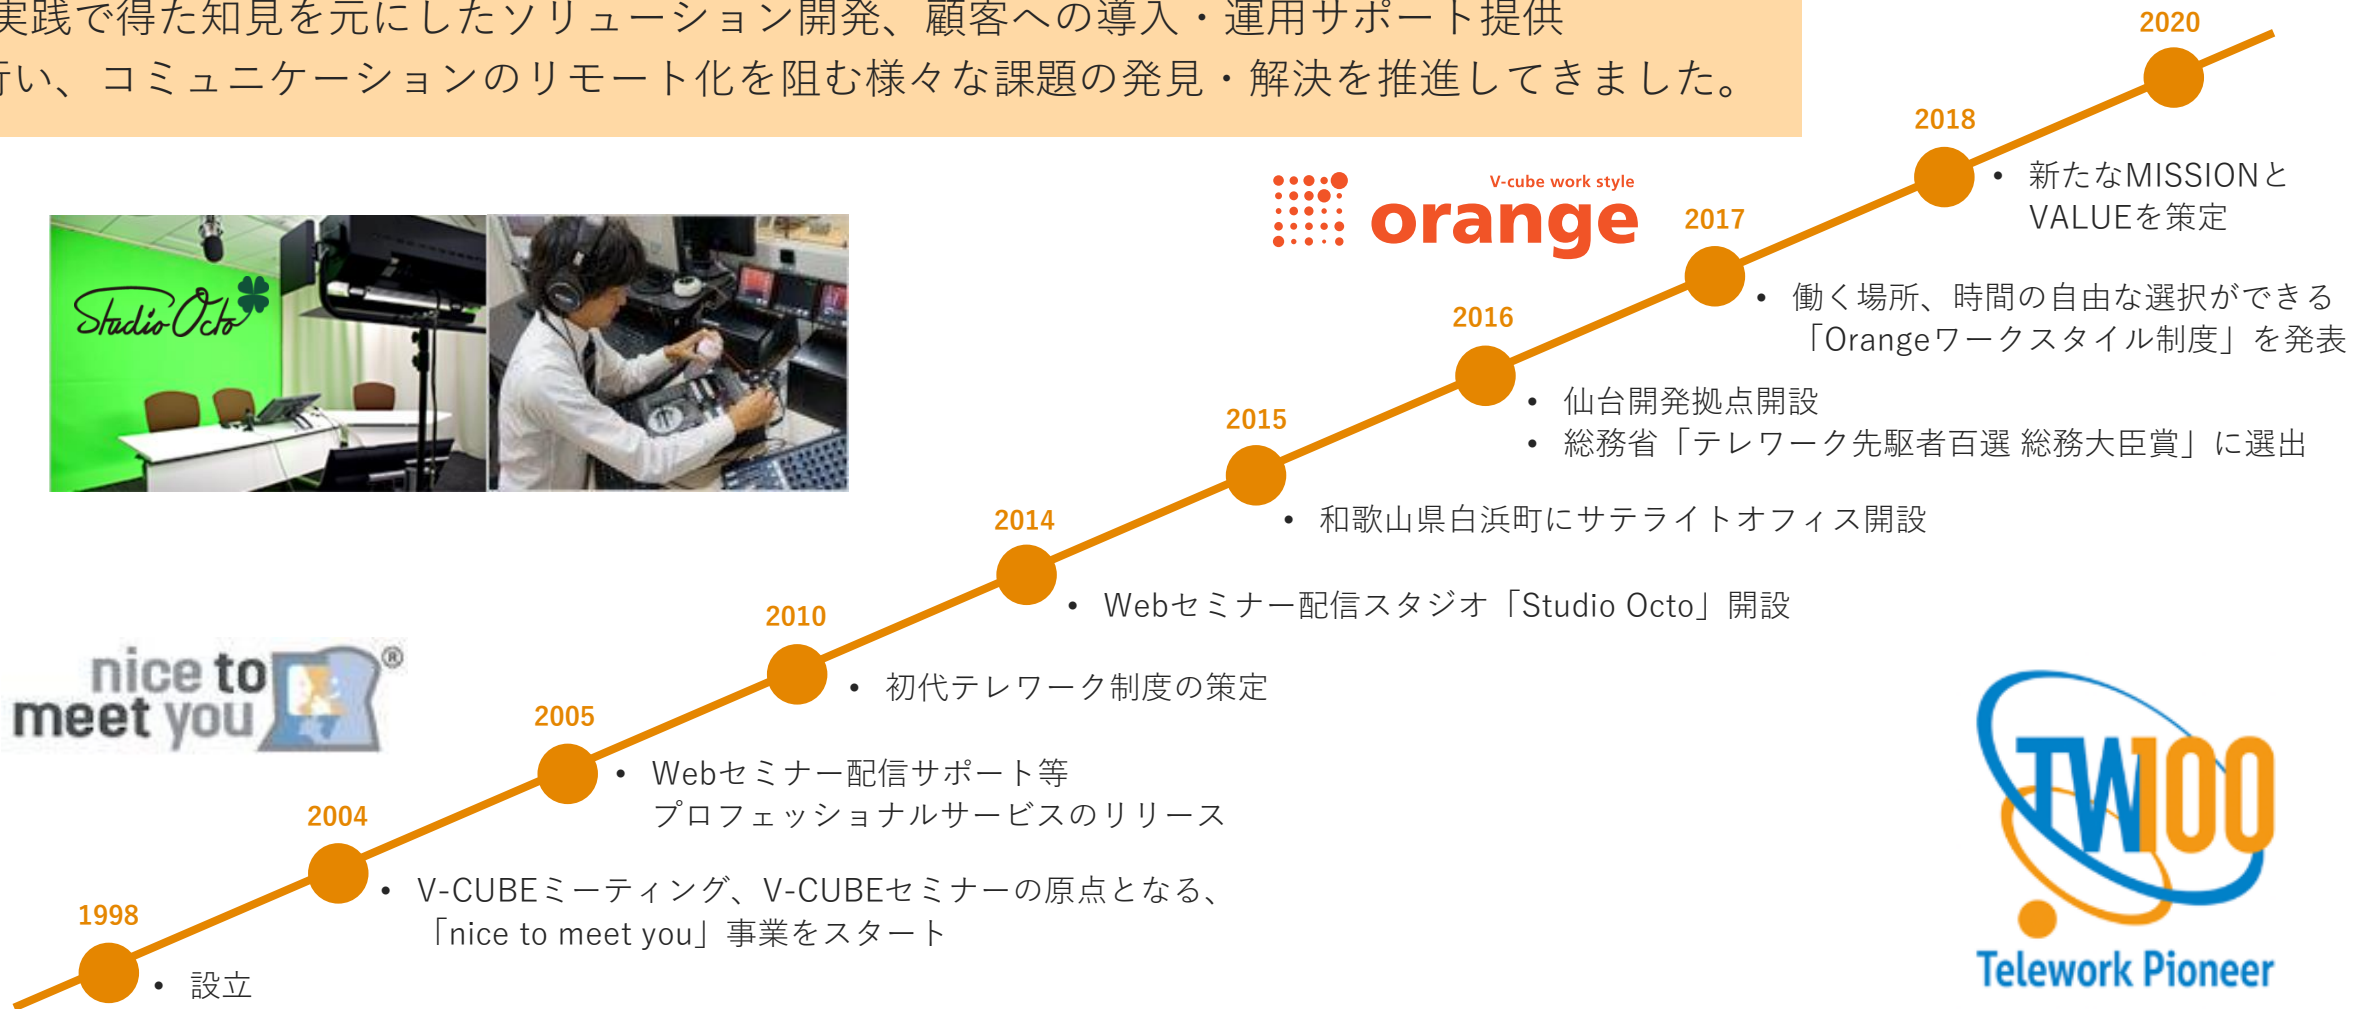 実践で得た知見を元にしたソリューション開発、顧客への導入・運用サポート提供
行い、コミュニケーションのリモート化を阻む様々な課題の発見・解決を推進してきました。
2020
2018
• 新たなMISSIONと
VALUEを策定
V-cube work style
orange
2017
• 働く場所、時間の自由な選択ができる
「Orangeワークスタイル制度」を発表
Studio Octo
2016
• 仙台開発拠点開設
• 総務省「テレワーク先駆者百選 総務大臣賞」に選出
2015
• 和歌山県白浜町にサテライトオフィス開設
2014
• Webセミナー配信スタジオ「Studio Octo」開設
2010
• 初代テレワーク制度の策定
nice to
meet you®
2005
• Webセミナー配信サポート等
プロフェッショナルサービスのリリース
2004
• V-CUBEミーティング、V-CUBEセミナーの原点となる、
「nice to meet you」事業をスタート
1998
• 設立
TW100
Telework Pioneer